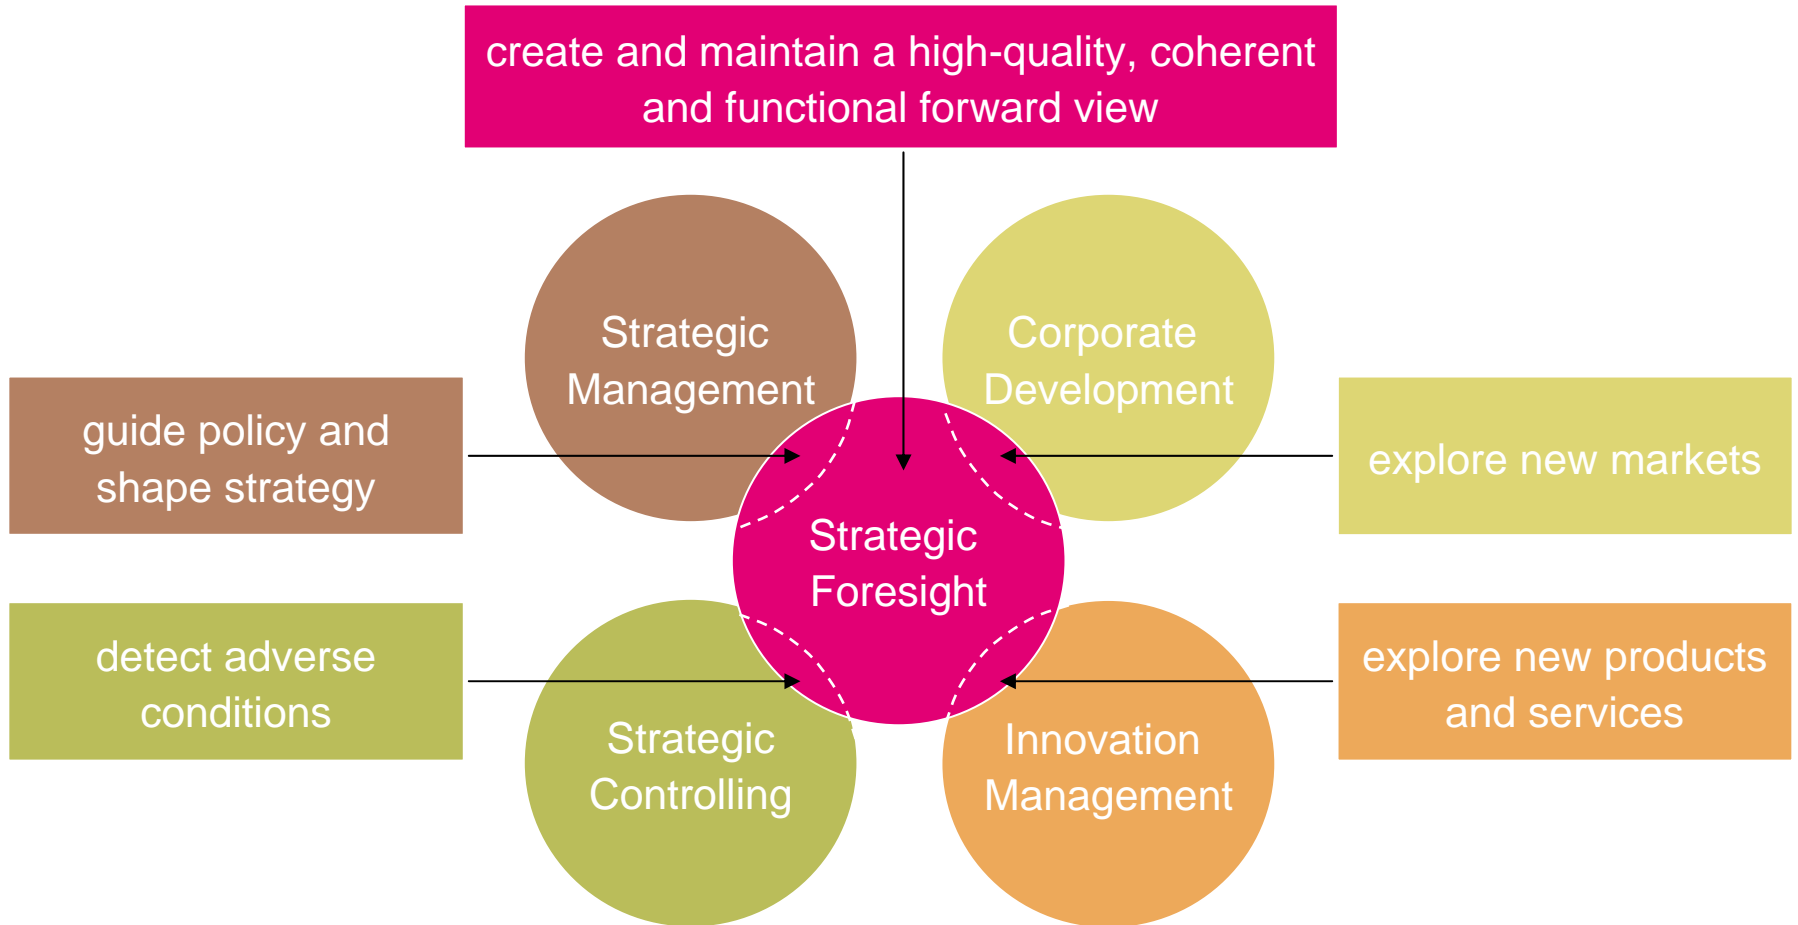 create and maintain a high-quality, coherent
and functional forward view
Strategic
Management
Corporate
Development
guide policy and
shape strategy
explore new markets
Strategic
Foresight
detect adverse
conditions
explore new products
and services
Strategic
Controlling
Innovation
Management